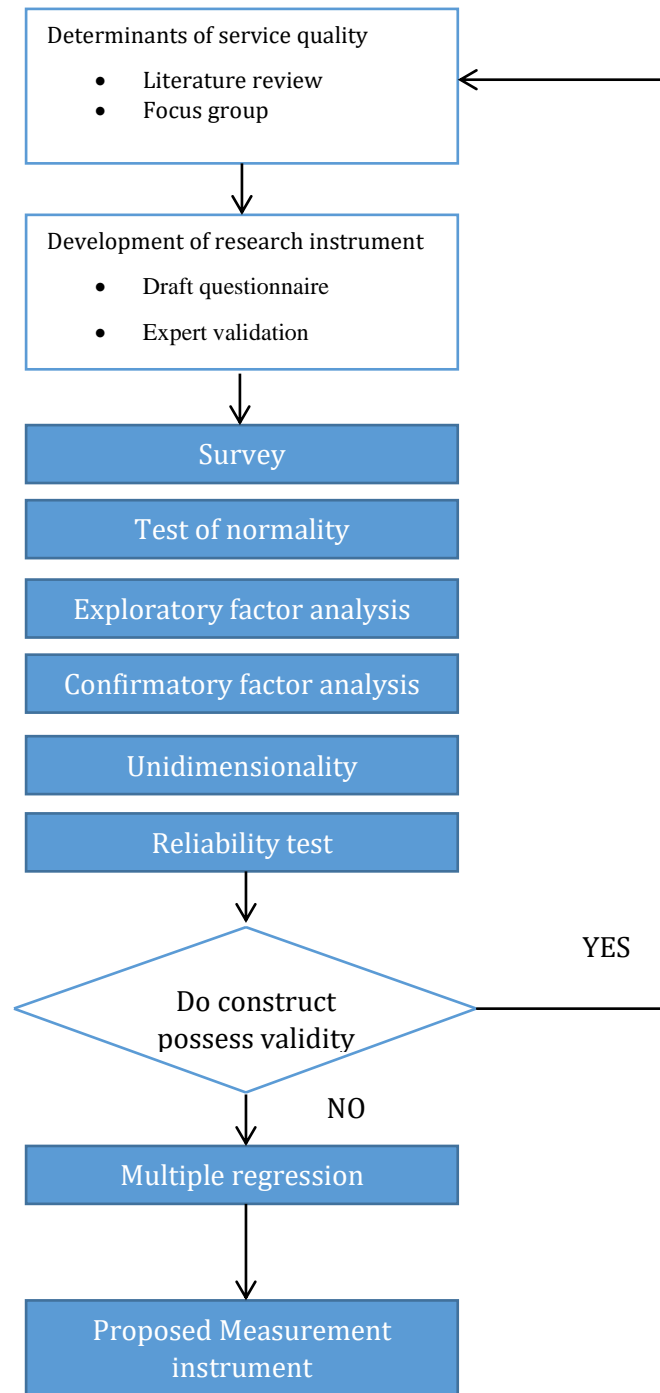 Determinants of service quality
• Literature review
• Focus group
Development of research instrument
• Draft questionnaire
• Expert validation
Survey
Test of normality
Exploratory factor analysis
Confirmatory factor analysis
Unidimensionality
Reliability test
YES
Do construct
possess validity
NO
Multiple regression
Proposed Measurement
instrument